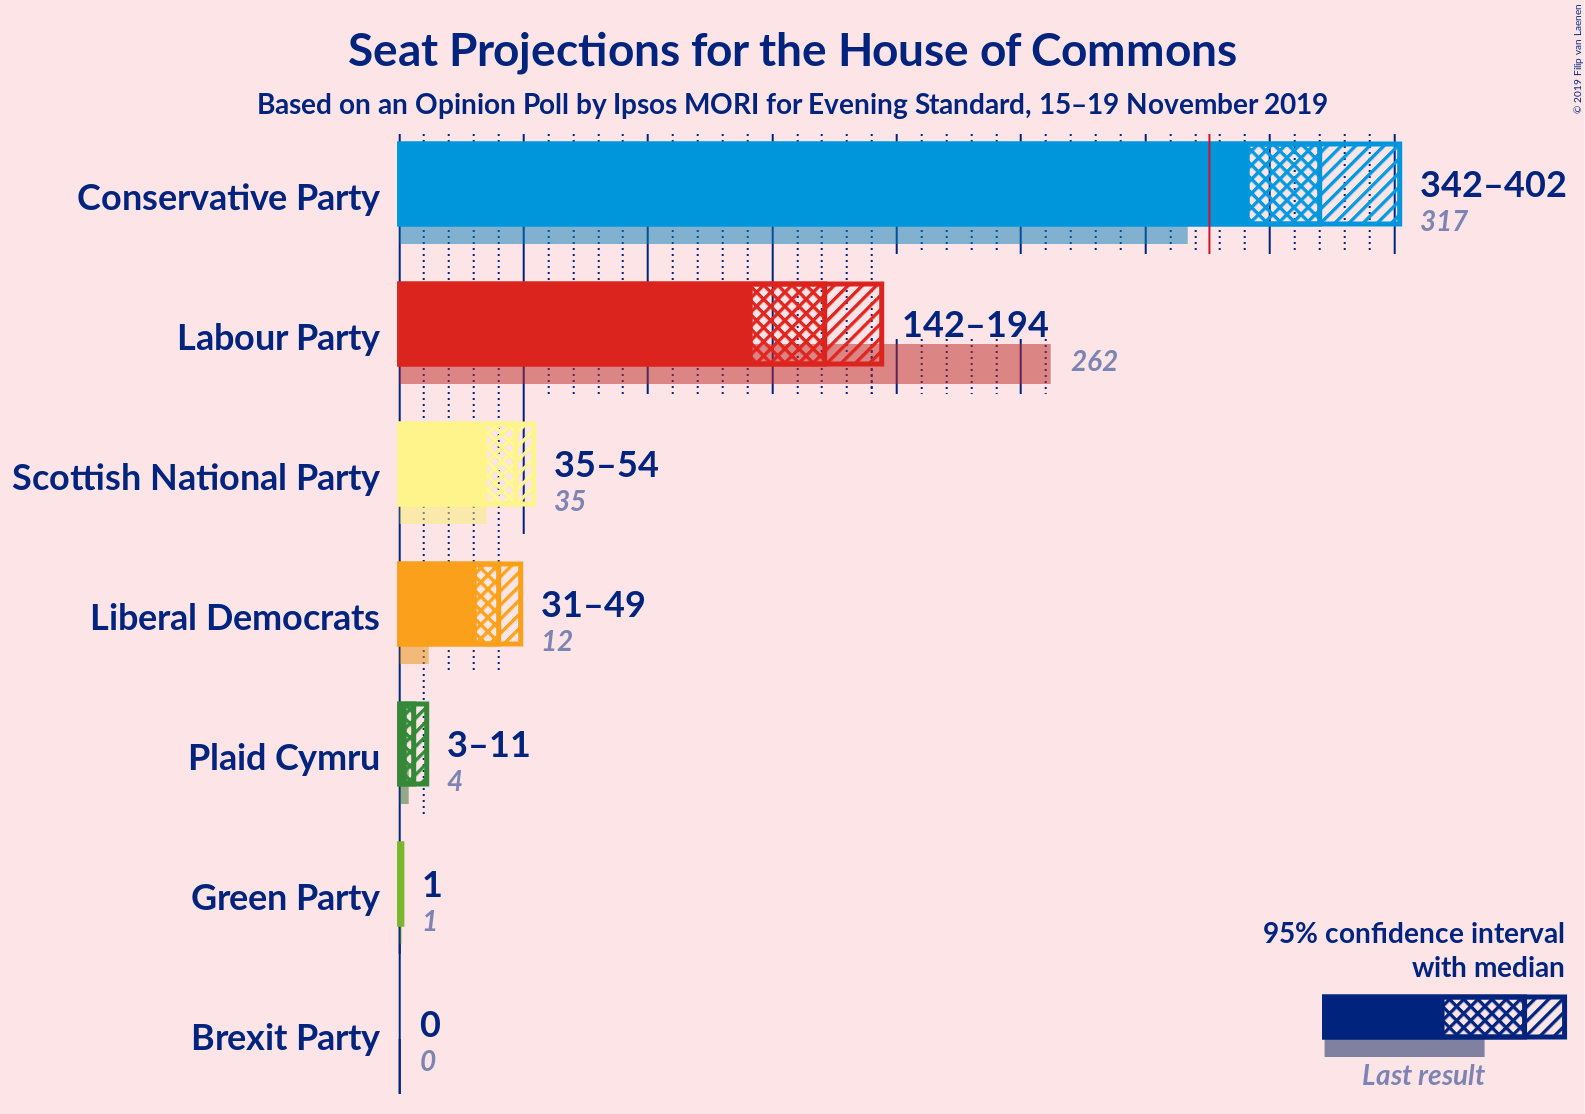 Seat Projections for the House of Commons
Based on an Opinion Poll by Ipsos MORI for Evening Standard, 15–19 November 2019
© 2019 Filip van Laenen
Conservative Party
342–402
317
Labour Party
142–194
262
Scottish National Party
35–54
35
Liberal Democrats
31–49
12
Plaid Cymru
3–11
4
Green Party
1
1
Brexit Party
0
0
95% confidence interval
with median
Last result